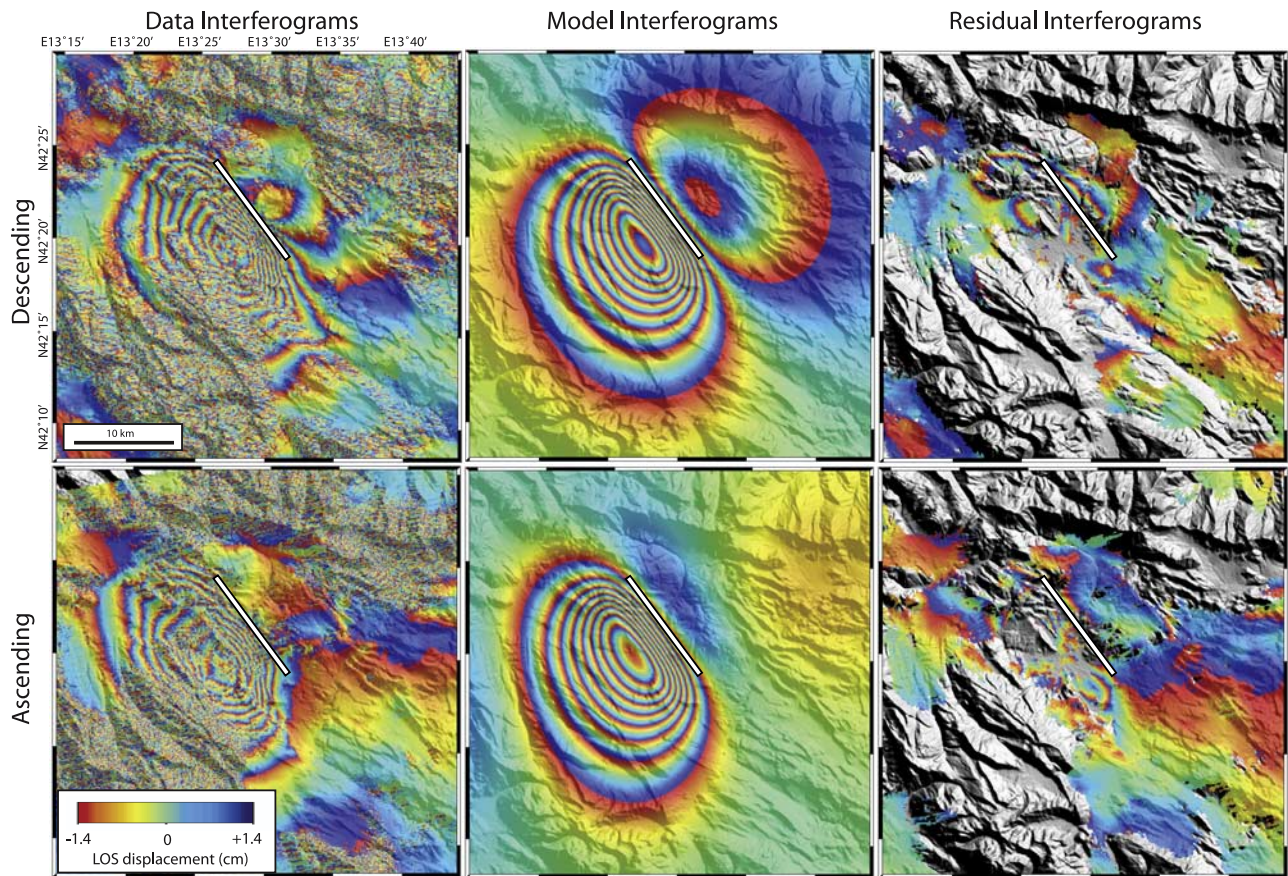 Data Interferograms
Model Interferograms
Residual Interferograms
E13˚15′ E13˚20′ E13˚25′ E13˚30′ E13˚35′ E13˚40′
Descending
N42˚25′
N42˚20′
N42˚15′
N42˚10′
10 km
Ascending
-1.4 0 +1.4
LOS displacement (cm)